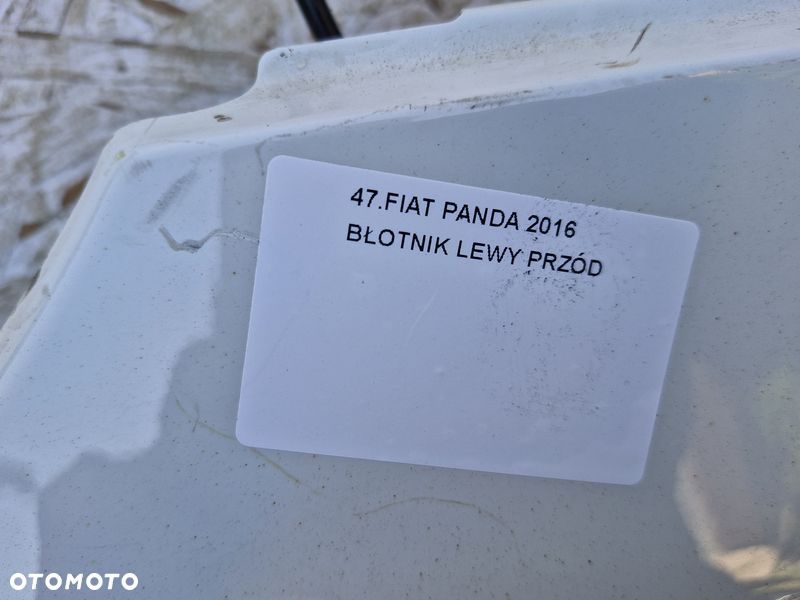 47.FIAT PANDA 2016
BŁOTNIK LEWY PRZÓD
OTOMOTO